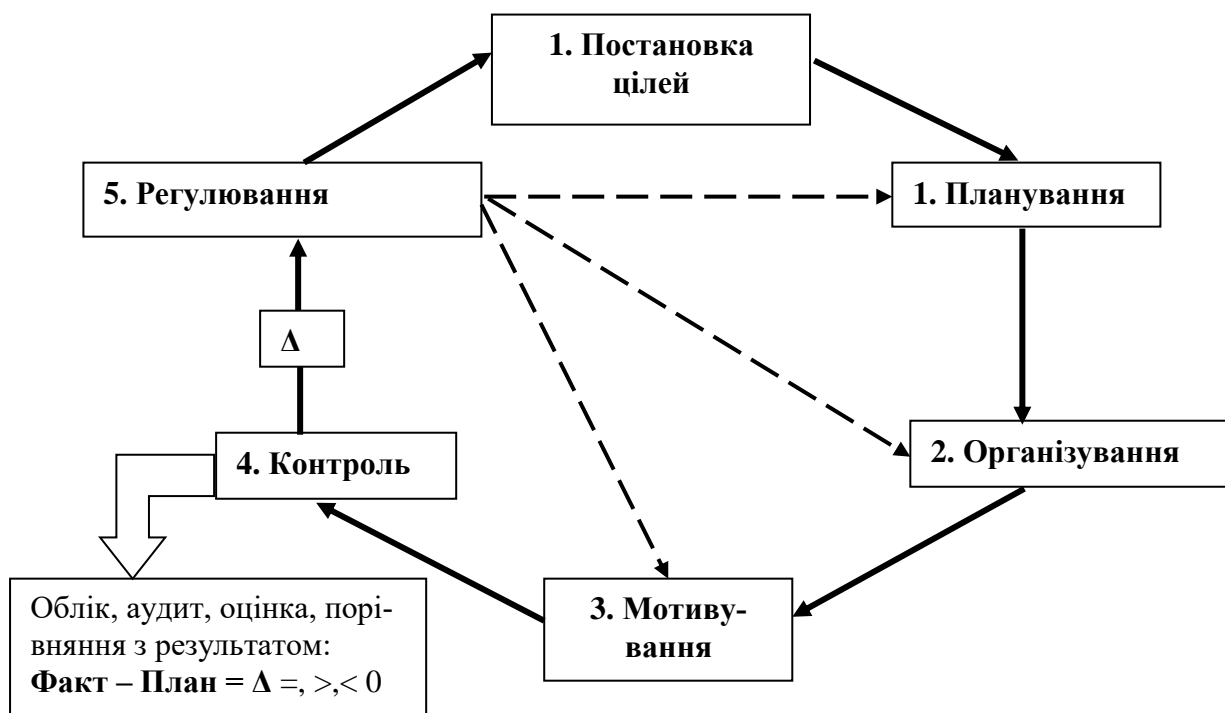 1. Постановка
цілей
5. Регулювання
1. Планування
Δ
4. Контроль
2. Організування
3. Мотиву-
вання
Облік, аудит, оцінка, порі-
вняння з результатом:
Факт – План = Δ =, >,< 0